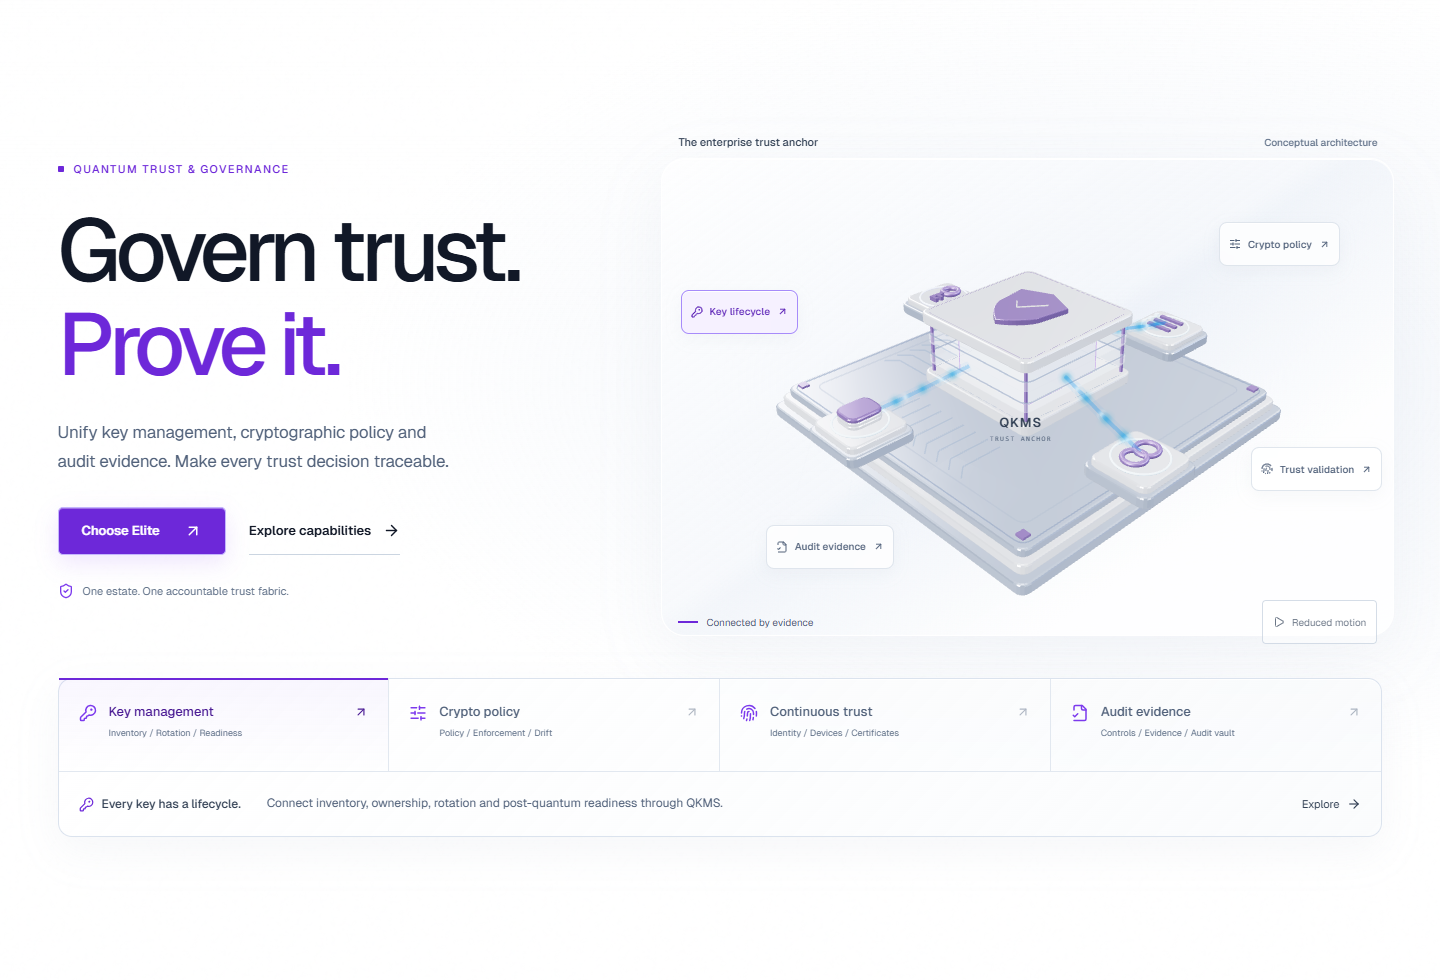 QUANTUM TRUST & GOVERNANCE
Govern trust.
Prove it.
Unify key management, cryptographic policy and
audit evidence. Make every trust decision traceable.
Choose Elite
Explore capabilities
One estate. One accountable trust fabric.
The enterprise trust anchor
Conceptual architecture
Crypto policy
Key lifecycle
QKMS
TRUST ANCHOR
Trust validation
Audit evidence
Connected by evidence
Reduced motion
Key management
Inventory / Rotation / Readiness
Crypto policy
Policy / Enforcement / Drift
Continuous trust
Identity / Devices / Certificates
Audit evidence
Controls / Evidence / Audit vault
Every key has a lifecycle.
Connect inventory, ownership, rotation and post-quantum readiness through QKMS.
Explore